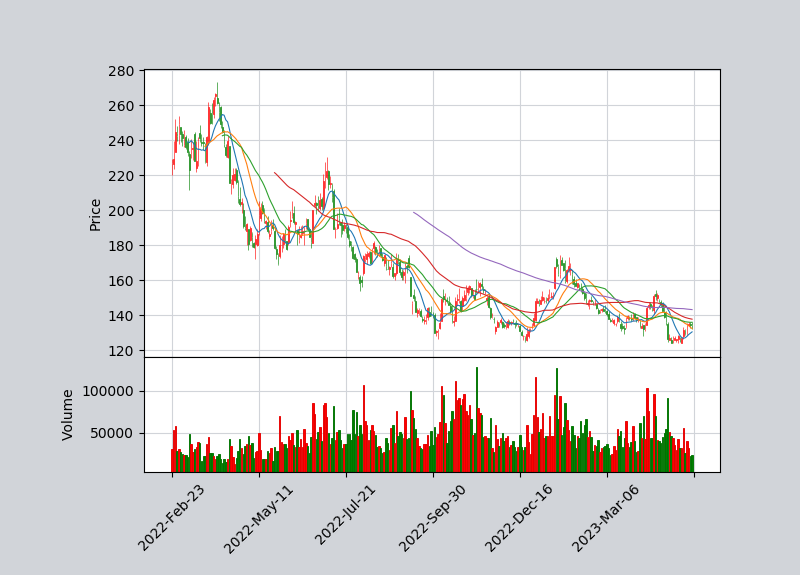 280
260
240
220
200
180
160
140
120
Price
100000
50000
Volume
2022-Feb-23
2022-May-11
2022-Jul-21
2022-Sep-30
2022-Dec-16
2023-Mar-06